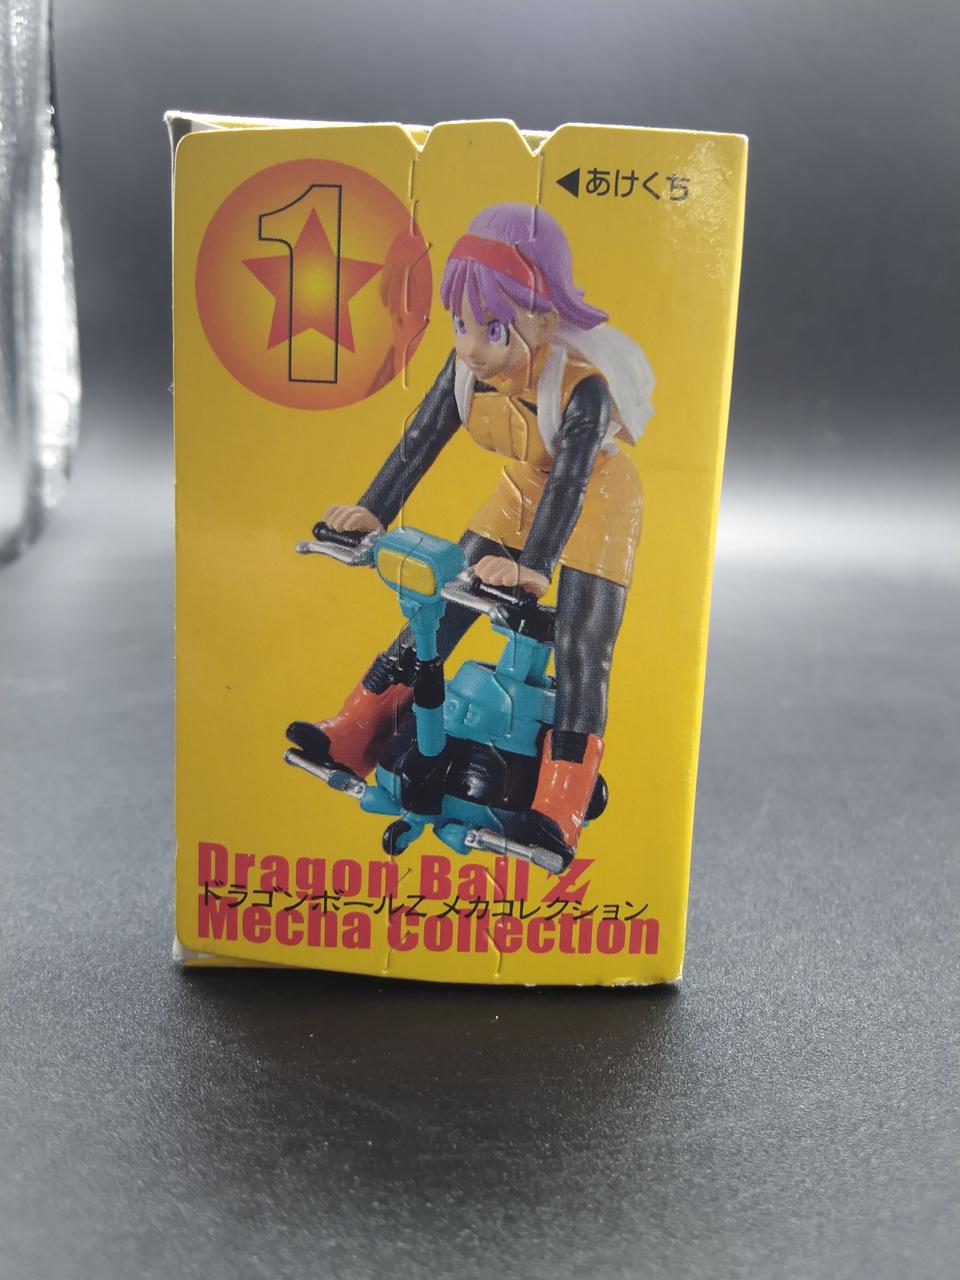 1
◀あけくち
Dragon Ball Z
ドラゴンボールZ メカコレクション
Mecha Collection